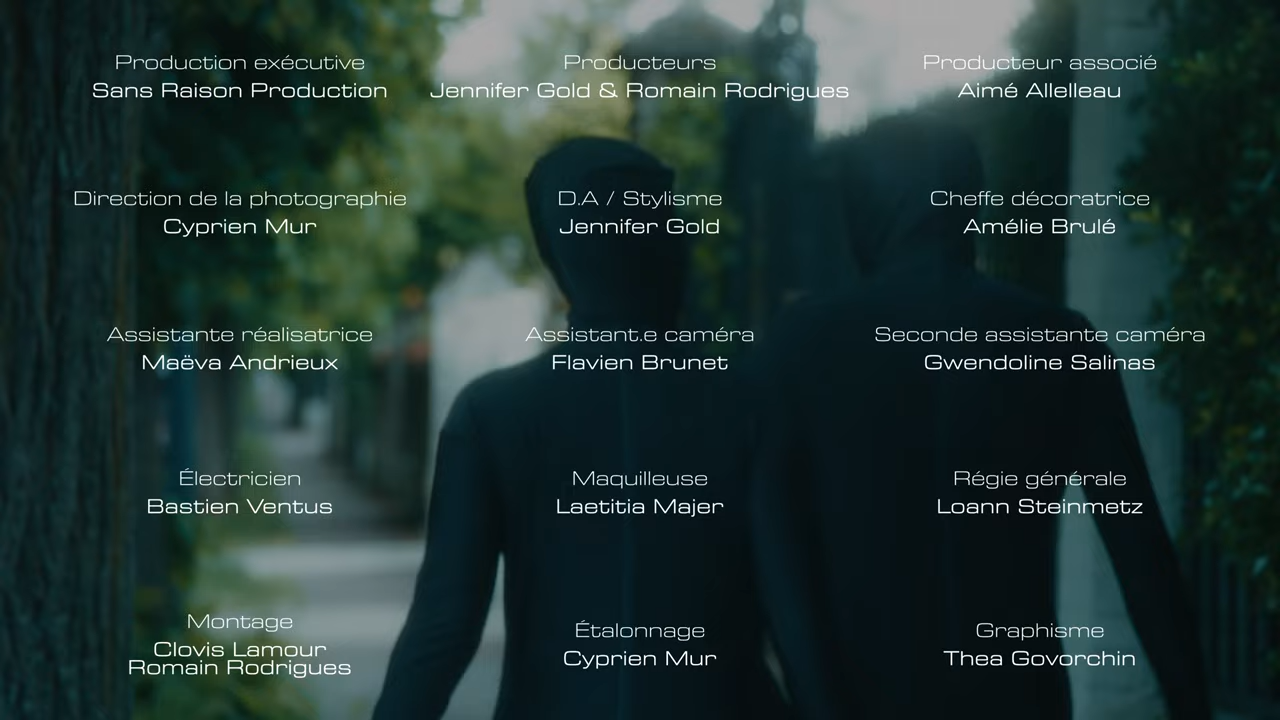 Production exécutive
Sans Raison Production
Producteurs
Jennifer Gold & Romain Rodrigues
Producteur associé
Aimé Allelleau
Direction de la photographie
Cyprien Mur
D.A / Stylisme
Jennifer Gold
Cheffe décoratrice
Amélie Brulé
Assistante réalisatrice
Maëva Andrieux
Assistant.e caméra
Flavien Brunet
Seconde assistante caméra
Gwendoline Salinas
Électricien
Bastien Ventus
Maquilleuse
Laetitia Majer
Régie générale
Loann Steinmetz
Montage
Clovis Lamour
Romain Rodrigues
Étalonnage
Cyprien Mur
Graphisme
Thea Govorchin